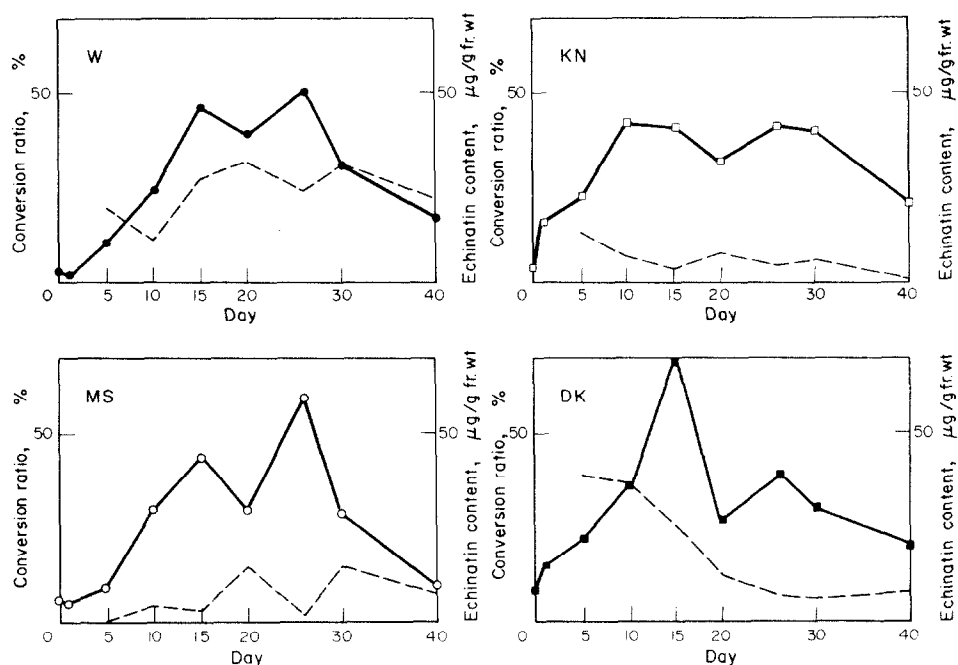 W
Conversion ratio, %
50
50
Echinatin content, µg/g fr. wt
0 5 10 15 20 30 40
Day
KN
Conversion ratio, %
50
50
Echinatin content, µg/g fr. wt
0 5 10 15 20 30 40
Day
MS
Conversion ratio, %
50
50
Echinatin content, µg/g fr. wt
0 5 10 15 20 30 40
Day
DK
Conversion ratio, %
50
50
Echinatin content, µg/g fr. wt
0 5 10 15 20 30 40
Day